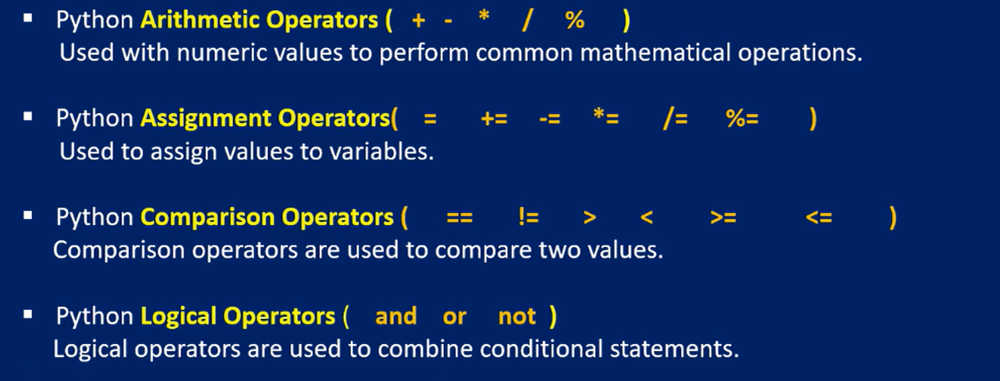 ▪ Python Arithmetic Operators ( + - * / % )
Used with numeric values to perform common mathematical operations.
▪ Python Assignment Operators( = += -= *= /= %= )
Used to assign values to variables.
▪ Python Comparison Operators ( == != > < >= <= )
Comparison operators are used to compare two values.
▪ Python Logical Operators ( and or not )
Logical operators are used to combine conditional statements.